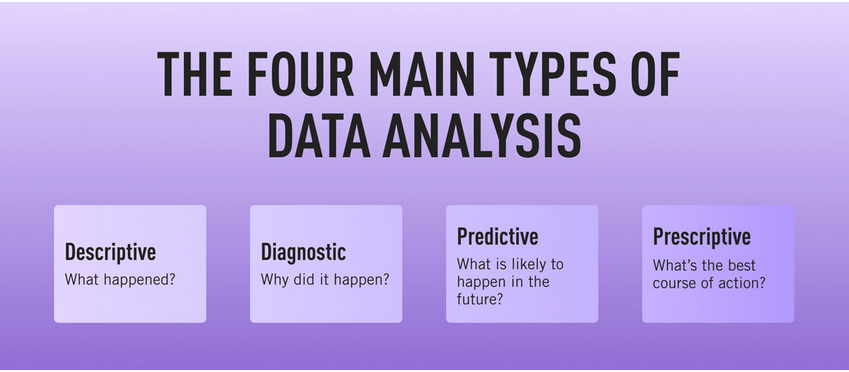 THE FOUR MAIN TYPES OF
DATA ANALYSIS
Descriptive
What happened?
Diagnostic
Why did it happen?
Predictive
What is likely to
happen in the
future?
Prescriptive
What’s the best
course of action?